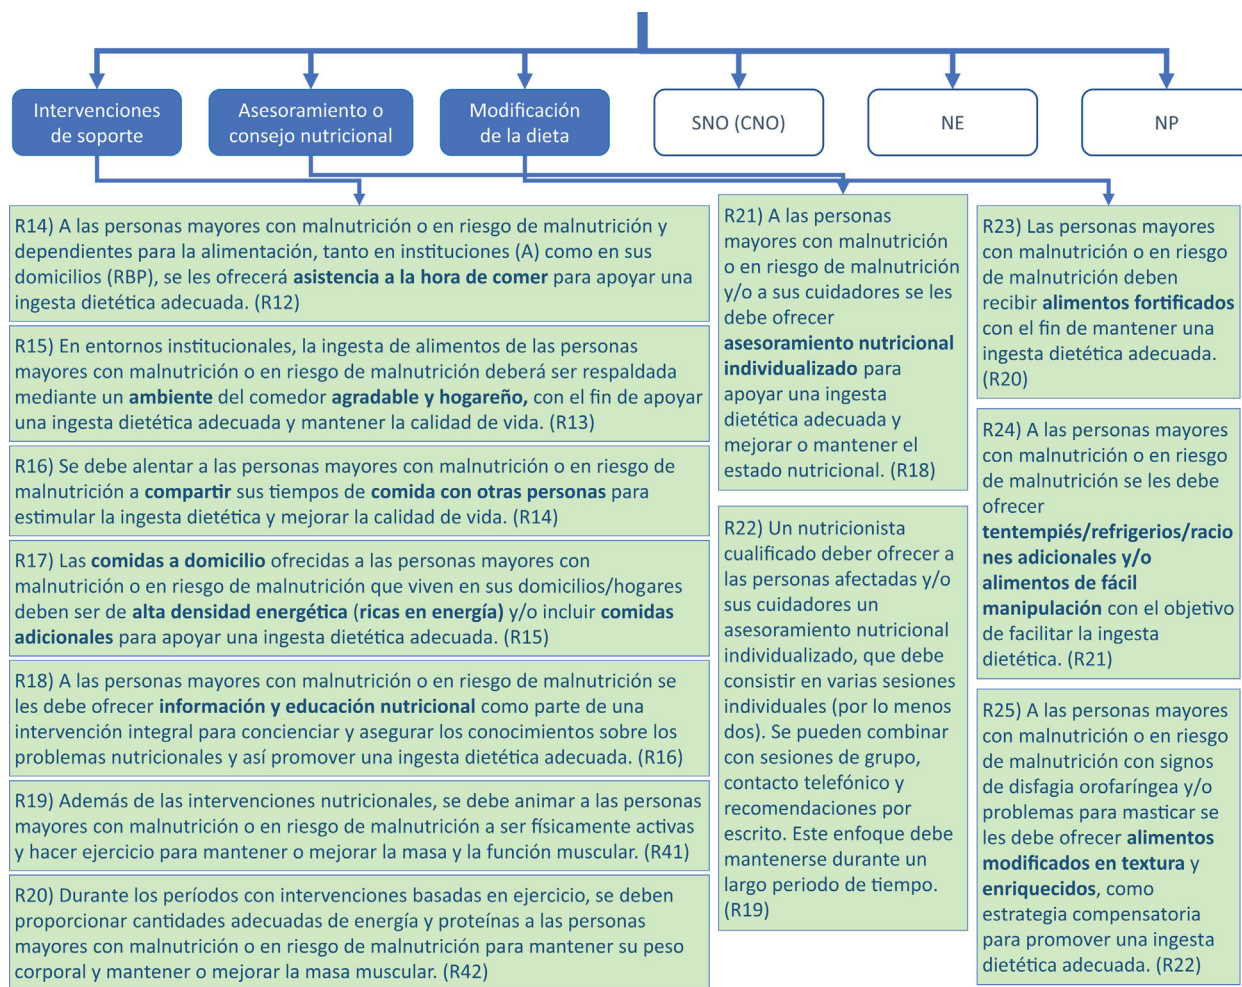 Intervenciones
de soporte
Asesoramiento o
consejo nutricional
Modificación
de la dieta
SNO (CNO)
NE
NP
R14) A las personas mayores con malnutrición o en riesgo de malnutrición y
dependientes para la alimentación, tanto en instituciones (A) como en sus
domicilios (RBP), se les ofrecerá asistencia a la hora de comer para apoyar una
ingesta dietética adecuada. (R12)
R15) En entornos institucionales, la ingesta de alimentos de las personas
mayores con malnutrición o en riesgo de malnutrición deberá ser respaldada
mediante un ambiente del comedor agradable y hogareño, con el fin de apoyar
una ingesta dietética adecuada y mantener la calidad de vida. (R13)
R16) Se debe alentar a las personas mayores con malnutrición o en riesgo de
malnutrición a compartir sus tiempos de comida con otras personas para
estimular la ingesta dietética y mejorar la calidad de vida. (R14)
R17) Las comidas a domicilio ofrecidas a las personas mayores con
malnutrición o en riesgo de malnutrición que viven en sus domicilios/hogares
deben ser de alta densidad energética (ricas en energía) y/o incluir comidas
adicionales para apoyar una ingesta dietética adecuada. (R15)
R18) A las personas mayores con malnutrición o en riesgo de malnutrición se
les debe ofrecer información y educación nutricional como parte de una
intervención integral para concienciar y asegurar los conocimientos sobre los
problemas nutricionales y así promover una ingesta dietética adecuada. (R16)
R19) Además de las intervenciones nutricionales, se debe animar a las personas
mayores con malnutrición o en riesgo de malnutrición a ser físicamente activas
y hacer ejercicio para mantener o mejorar la masa y la función muscular. (R41)
R20) Durante los períodos con intervenciones basadas en ejercicio, se deben
proporcionar cantidades adecuadas de energía y proteínas a las personas
mayores con malnutrición o en riesgo de malnutrición para mantener su peso
corporal y mantener o mejorar la masa muscular. (R42)
R21) A las personas
mayores con malnutrición
o en riesgo de malnutrición
y/o a sus cuidadores se les
debe ofrecer
asesoramiento nutricional
individualizado para
apoyar una ingesta
dietética adecuada y
mejorar o mantener el
estado nutricional. (R18)
R22) Un nutricionista
cualificado deber ofrecer a
las personas afectadas y/o
sus cuidadores un
asesoramiento nutricional
individualizado, que debe
consistir en varias sesiones
individuales (por lo menos
dos). Se pueden combinar
con sesiones de grupo,
contacto telefónico y
recomendaciones por
escrito. Este enfoque debe
mantenerse durante un
largo periodo de tiempo.
(R19)
R23) Las personas mayores
con malnutrición o en riesgo
de malnutrición deben
recibir alimentos fortificados
con el fin de mantener una
ingesta dietética adecuada.
(R20)
R24) A las personas mayores
con malnutrición o en riesgo
de malnutrición se les debe
ofrecer
tentempiés/refrigerios/racio
nes adicionales y/o
alimentos de fácil
manipulación con el objetivo
de facilitar la ingesta
dietética. (R21)
R25) A las personas mayores
con malnutrición o en riesgo
de malnutrición con signos
de disfagia orofaríngea y/o
problemas para masticar se
les debe ofrecer alimentos
modificados en textura y
enriquecidos, como
estrategia compensatoria
para promover una ingesta
dietética adecuada. (R22)